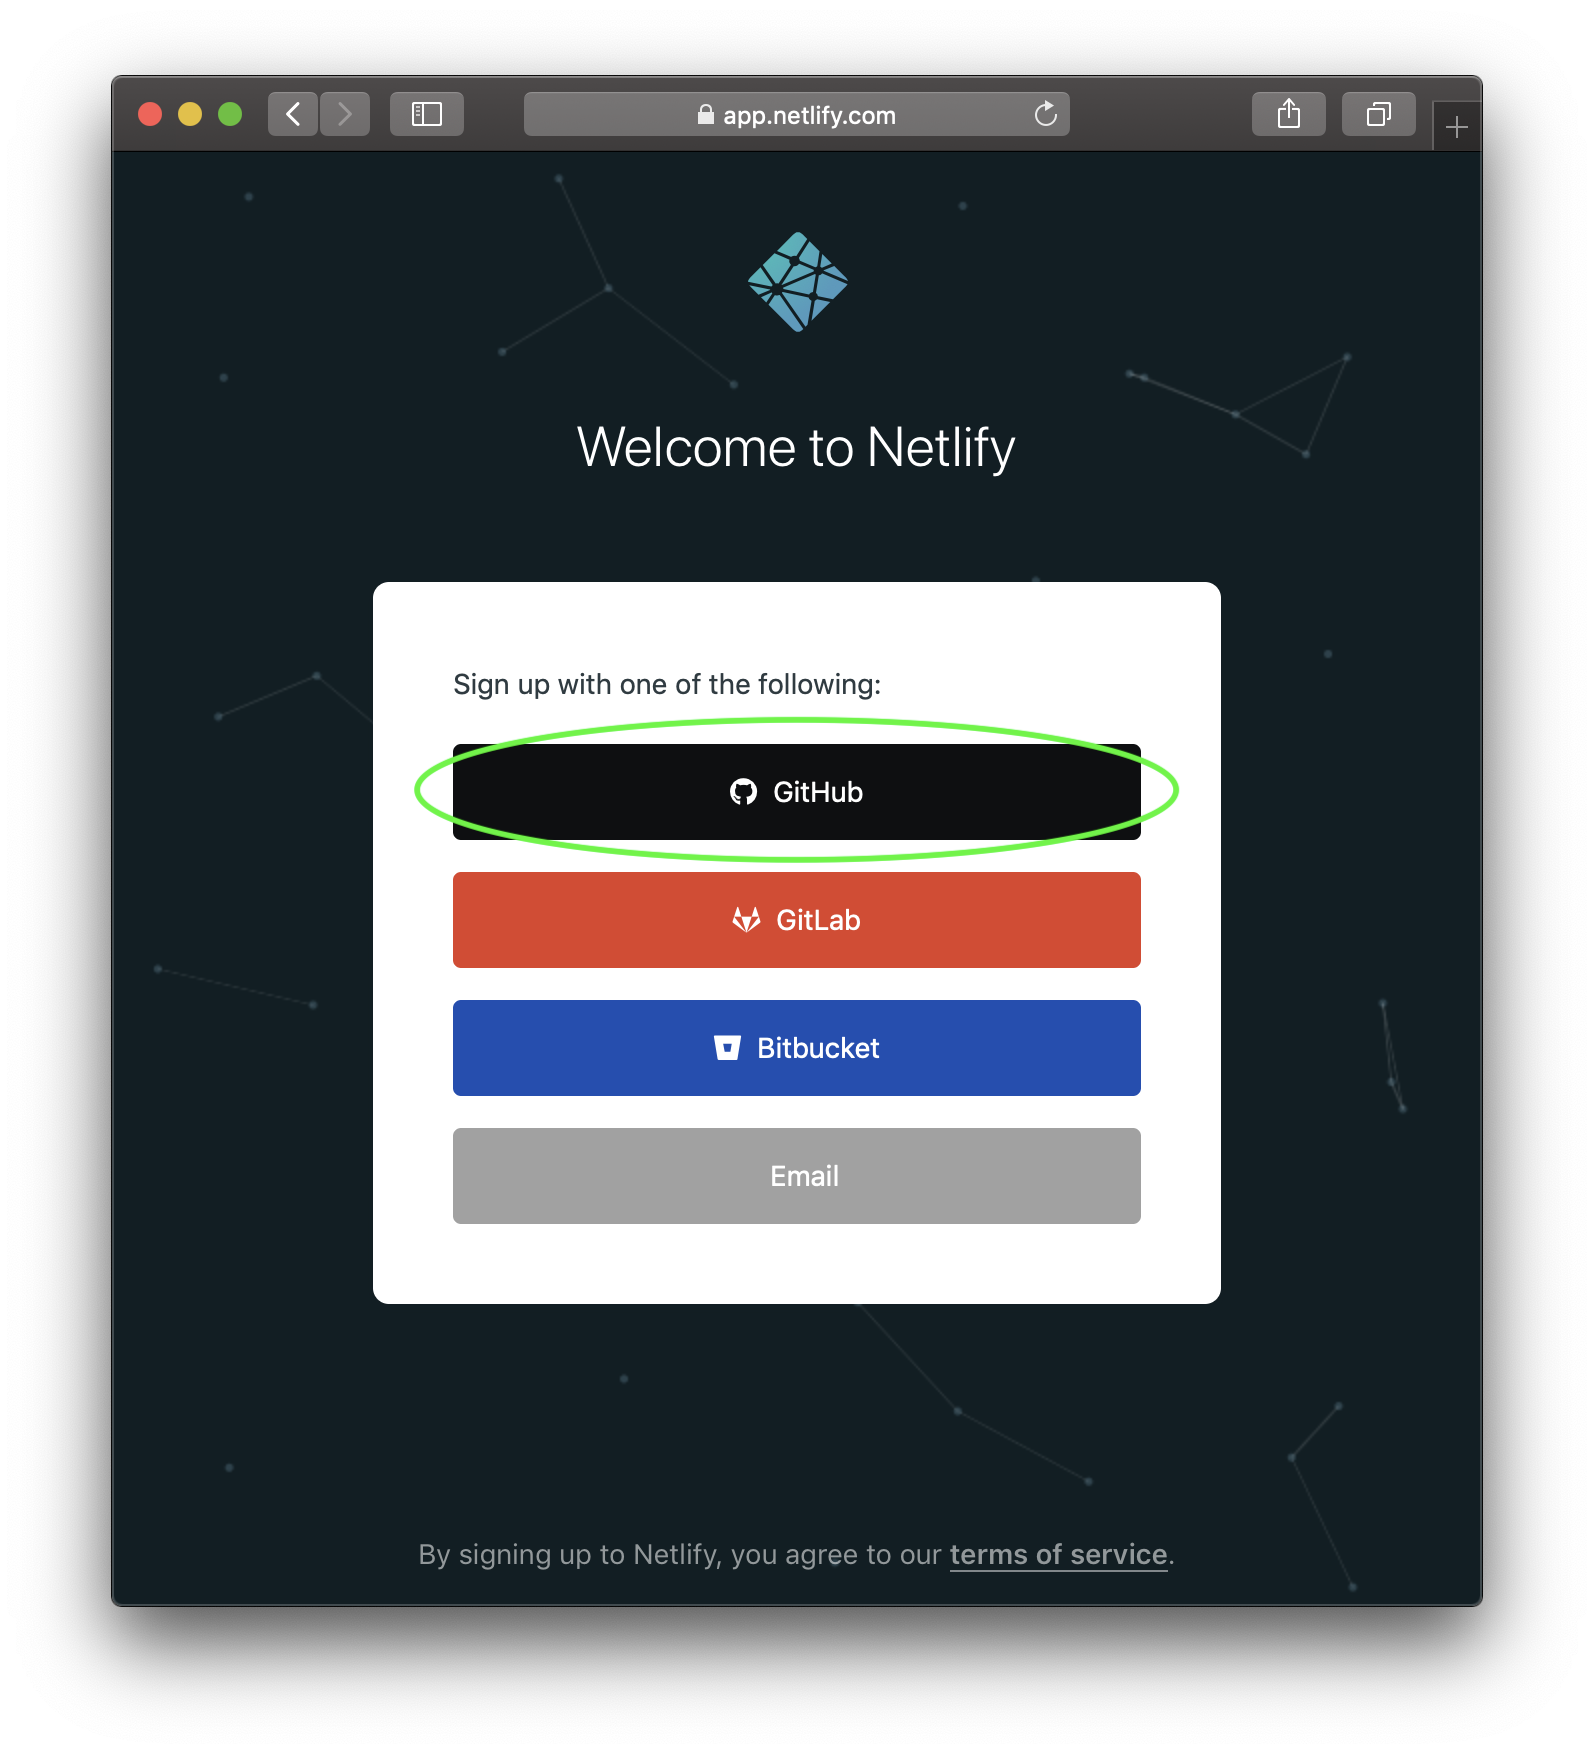 app.netlify.com
Welcome to Netlify
Sign up with one of the following:
GitHub
GitLab
Bitbucket
Email
By signing up to Netlify, you agree to our terms of service.